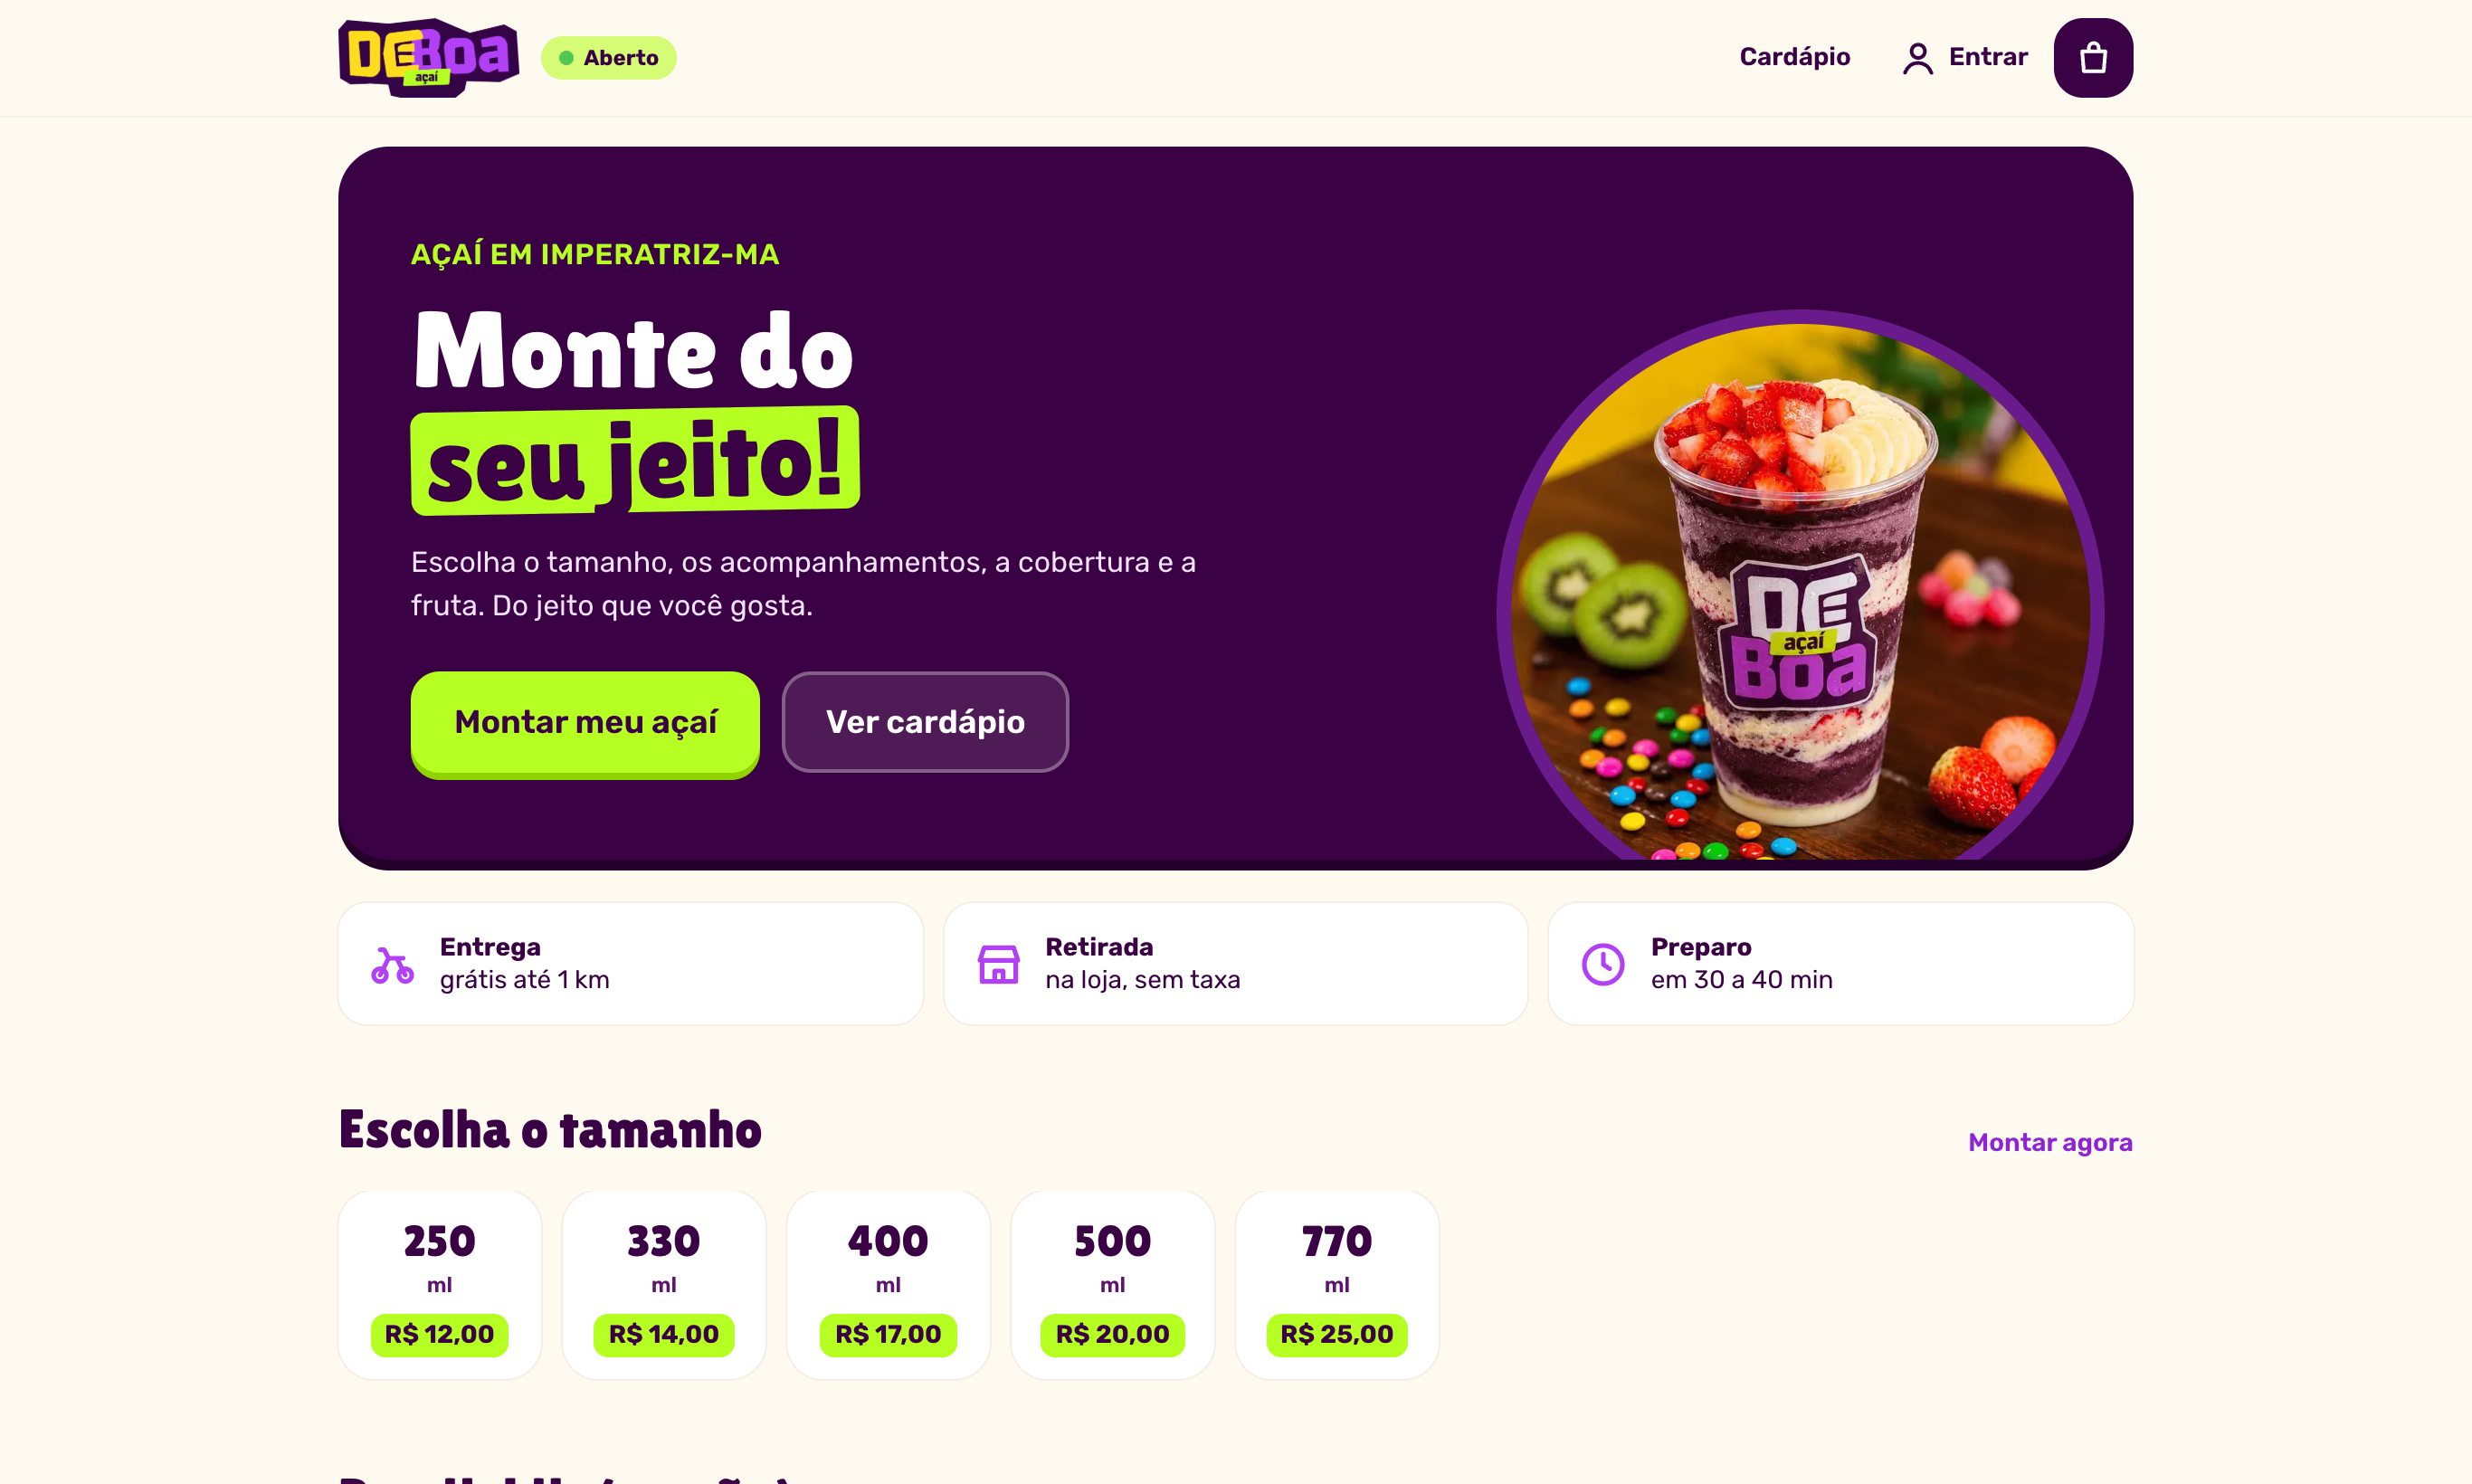 DEBoa
açaí
Aberto
Cardápio
Entrar
AÇAÍ EM IMPERATRIZ-MA
Monte do
seu jeito!
Escolha o tamanho, os acompanhamentos, a cobertura e a
fruta. Do jeito que você gosta.
Montar meu açaí
Ver cardápio
DE
açaí
Boa
Entrega
grátis até 1 km
Retirada
na loja, sem taxa
Preparo
em 30 a 40 min
Escolha o tamanho
Montar agora
250
ml
R$ 12,00
330
ml
R$ 14,00
400
ml
R$ 17,00
500
ml
R$ 20,00
770
ml
R$ 25,00